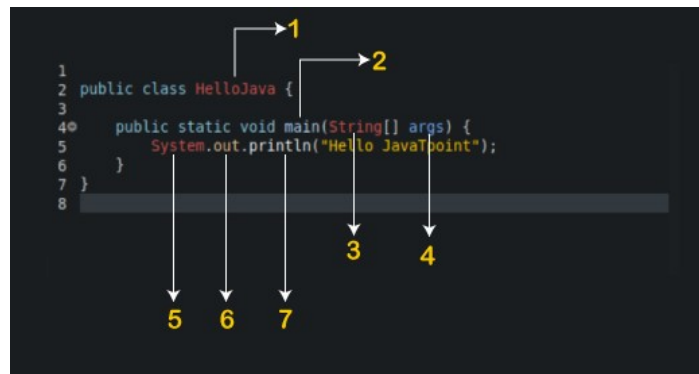 1
2
1
2 public class HelloJava {
3
4 public static void main(String[] args) {
5 System.out.println("Hello JavaTpoint");
6 }
7 }
8
3 4
5 6 7